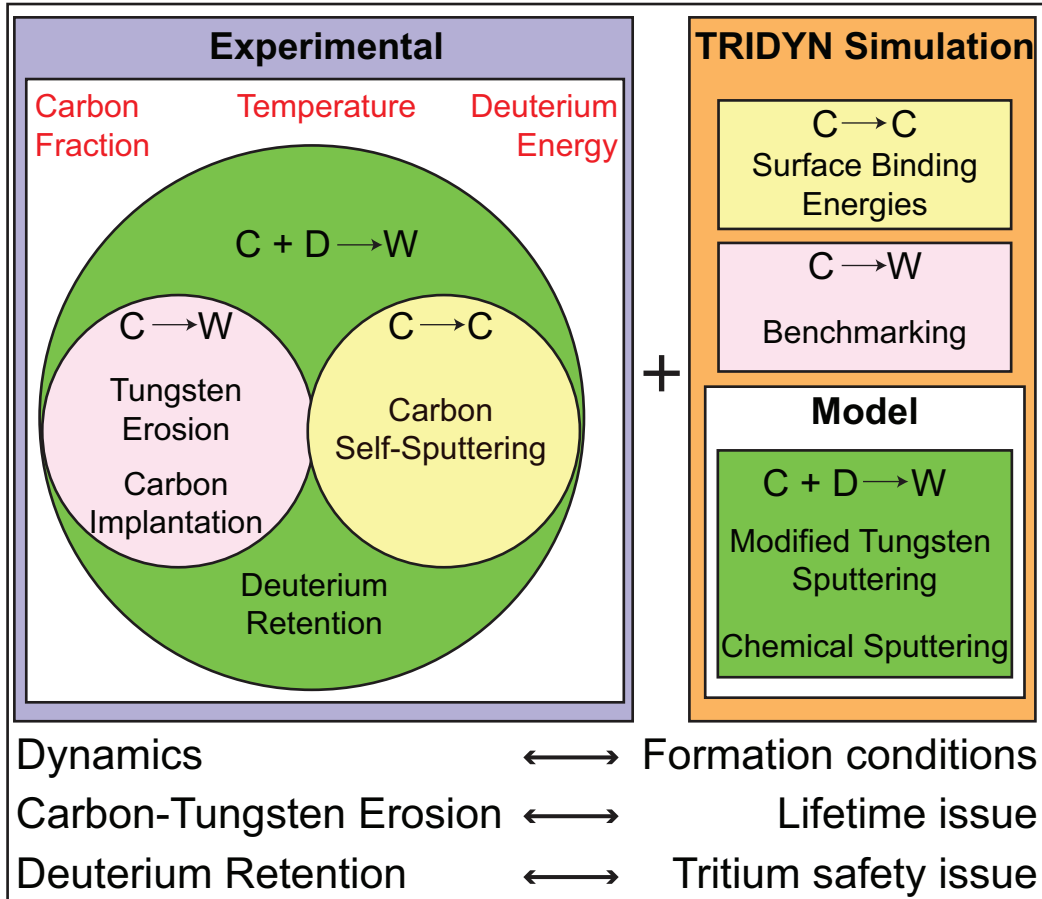 Experimental
Carbon
Fraction
Temperature
Deuterium
Energy
C + D → W
C → W
Tungsten
Erosion
Carbon
Implantation
C → C
Carbon
Self-Sputtering
Deuterium
Retention
+
TRIDYN Simulation
C → C
Surface Binding
Energies
C → W
Benchmarking
Model
C + D → W
Modified Tungsten
Sputtering
Chemical Sputtering
Dynamics ↔ Formation conditions
Carbon-Tungsten Erosion ↔ Lifetime issue
Deuterium Retention ↔ Tritium safety issue